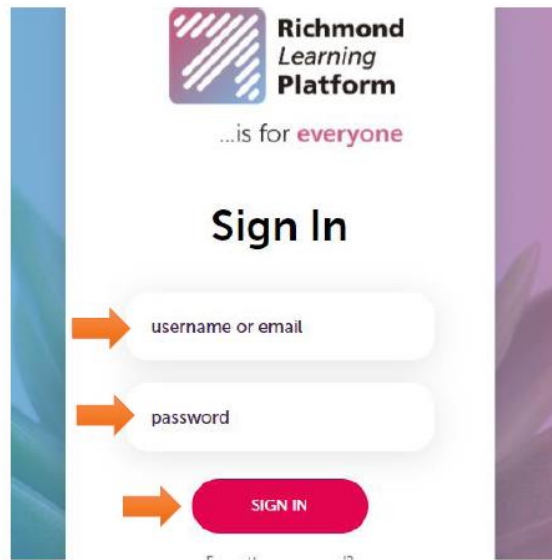 Richmond
Learning
Platform
...is for everyone
Sign In
username or email
password
SIGN IN